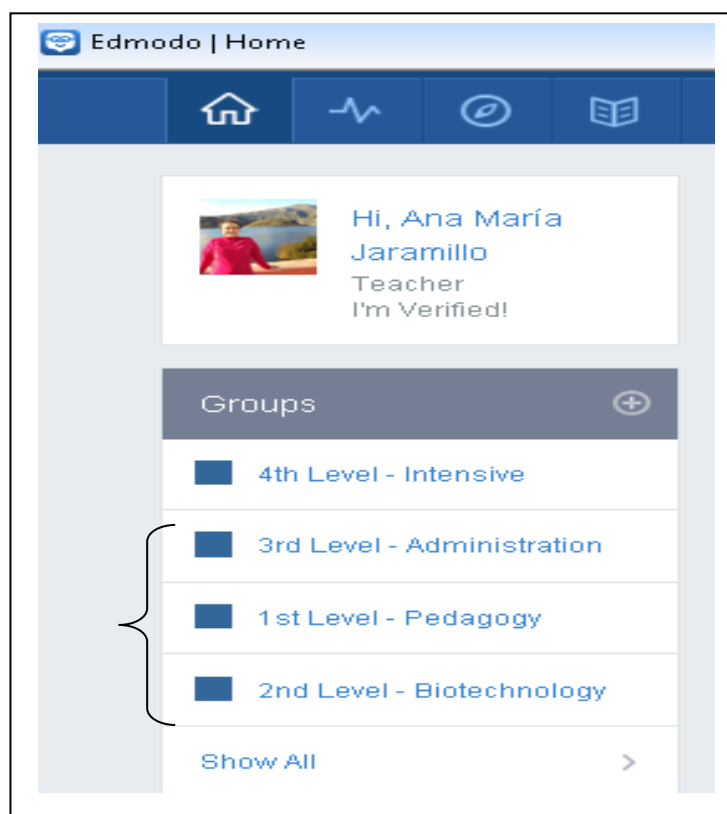 Edmodo | Home
Hi, Ana María
Jaramillo
Teacher
I'm Verified!
Groups
4th Level - Intensive
3rd Level - Administration
1st Level - Pedagogy
2nd Level - Biotechnology
Show All